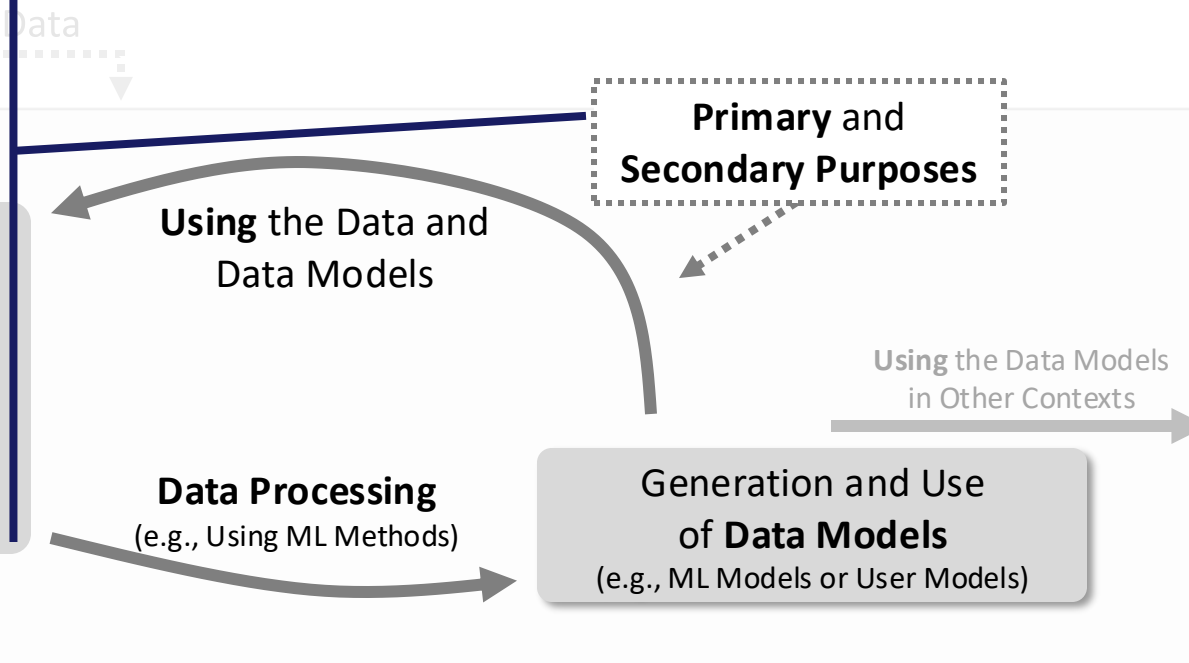 Data
Primary and
Secondary Purposes
Using the Data and
Data Models
Using the Data Models
in Other Contexts
Data Processing
(e.g., Using ML Methods)
Generation and Use
of Data Models
(e.g., ML Models or User Models)